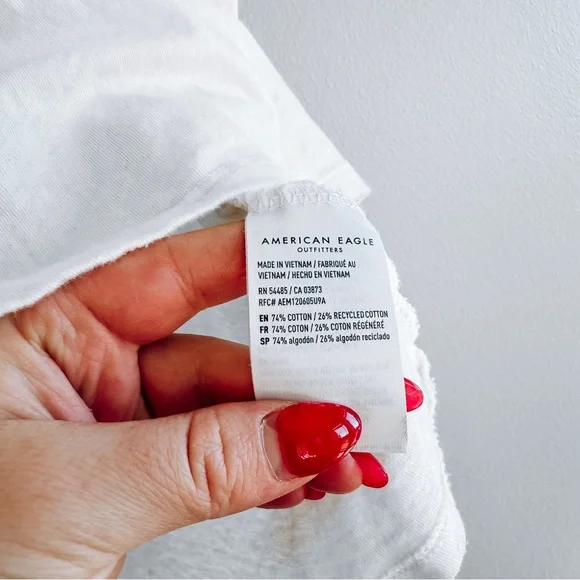 AMERICAN EAGLE
OUTFITTERS
MADE IN VIETNAM / FABRIQUÉ AU
VIETNAM / HECHO EN VIETNAM
RN 54485 / CA 03873
RFC# AEM120605U9A
EN 74% COTTON / 26% RECYCLED COTTON
FR 74% COTON / 26% COTON RÉGÉNÉRÉ
SP 74% algodón / 26% algodón reciclado